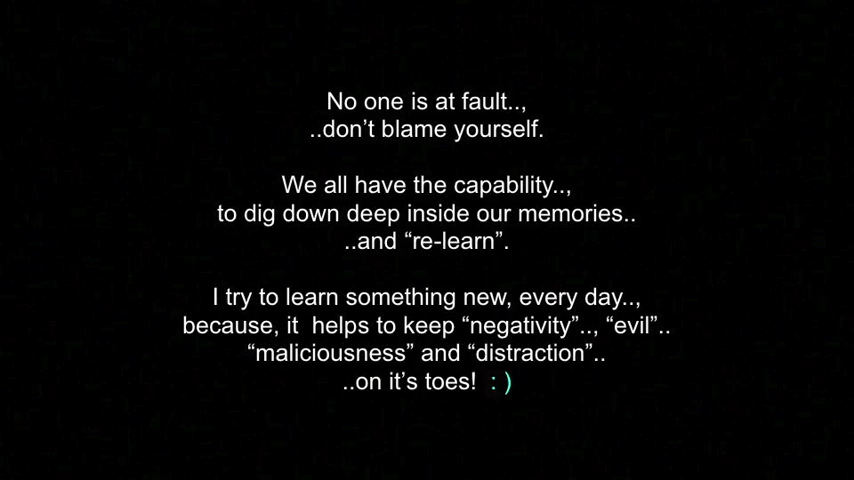 No one is at fault..,
..don’t blame yourself.
We all have the capability..,
to dig down deep inside our memories..
..and “re-learn”.
I try to learn something new, every day..,
because, it  helps to keep “negativity”.., “evil”..
“maliciousness” and “distraction”..
..on it’s toes!  : )